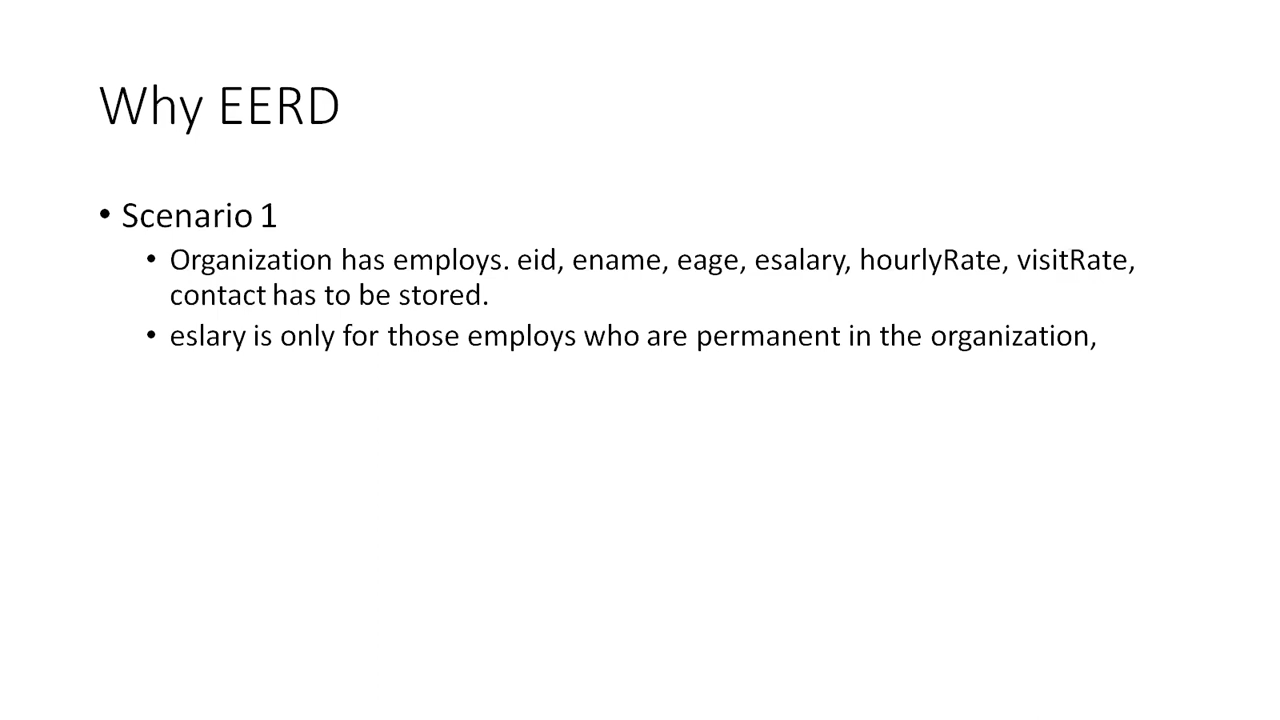 Why EERD
• Scenario 1
• Organization has employs. eid, ename, eage, esalary, hourlyRate, visitRate,
contact has to be stored.
• eslary is only for those employs who are permanent in the organization,